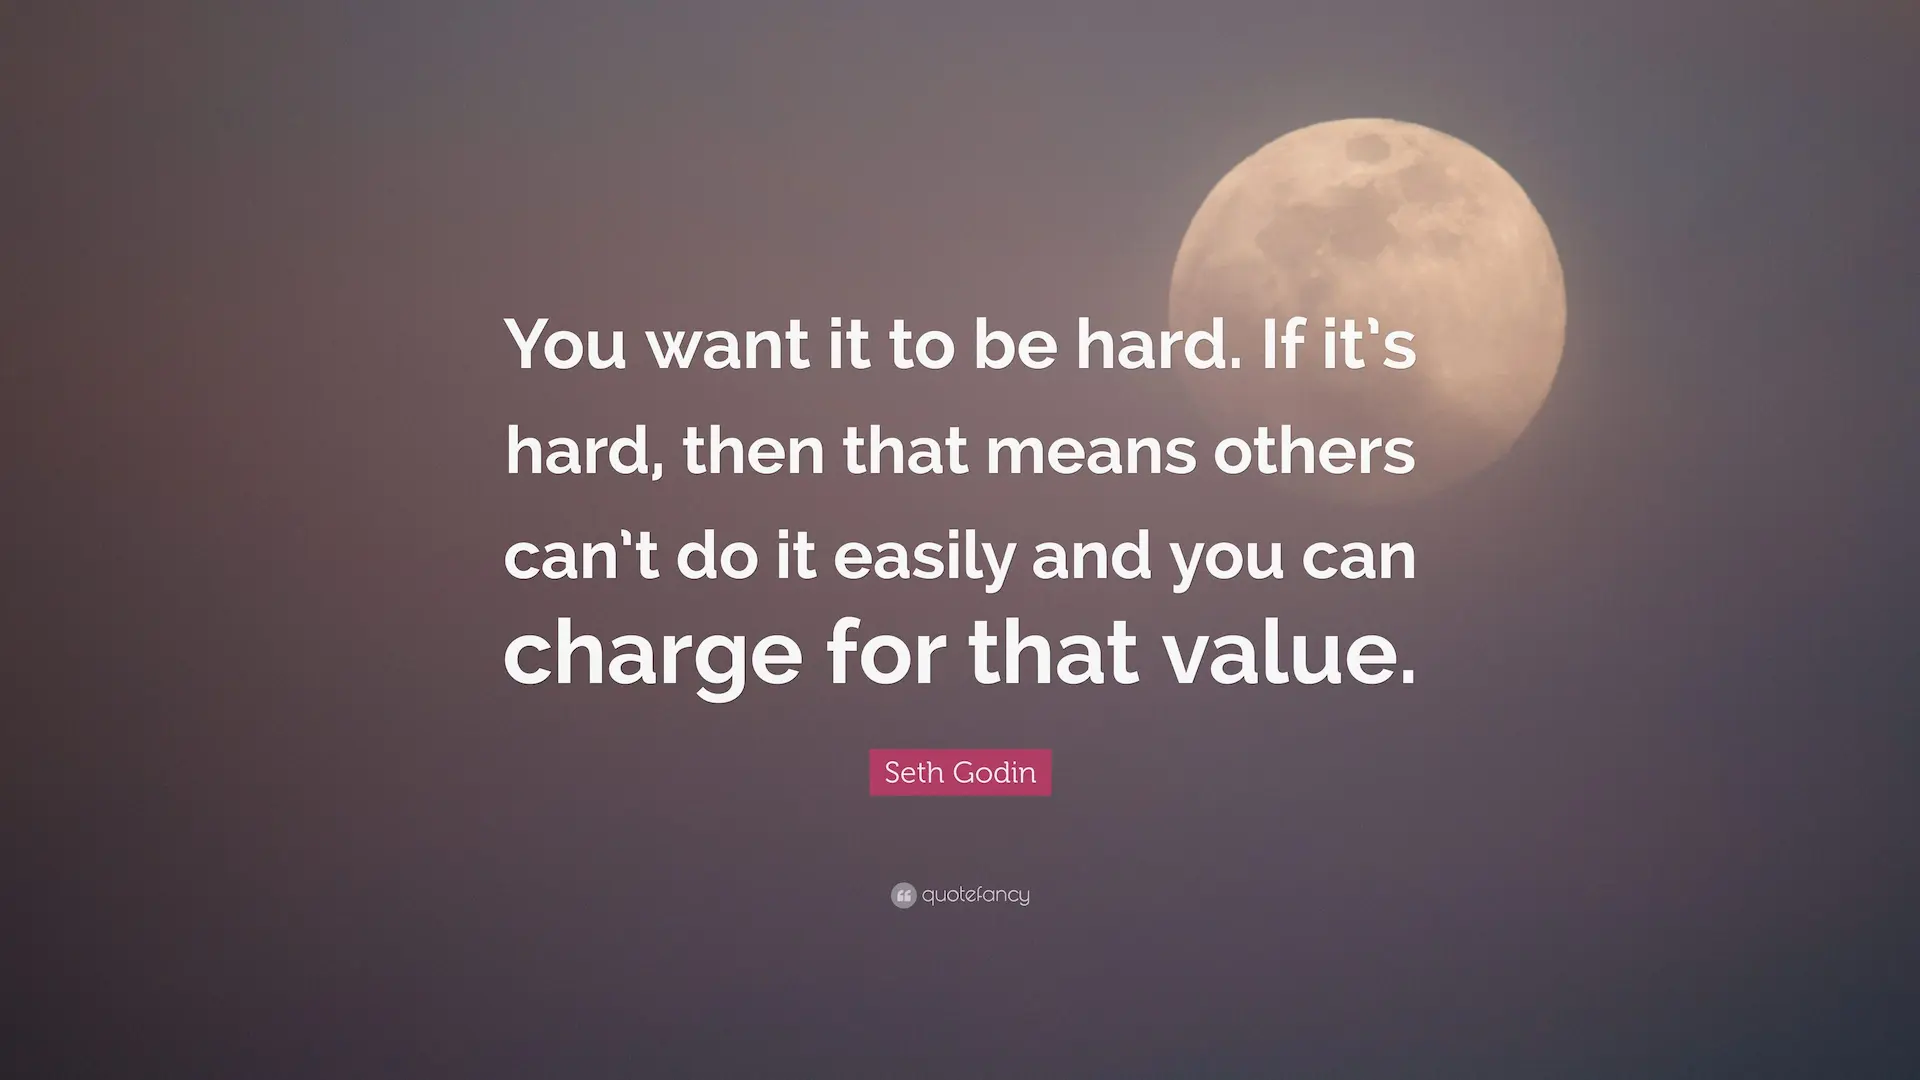 You want it to be hard. If it’s
hard, then that means others
can’t do it easily and you can
charge for that value.
Seth Godin
quotefancy